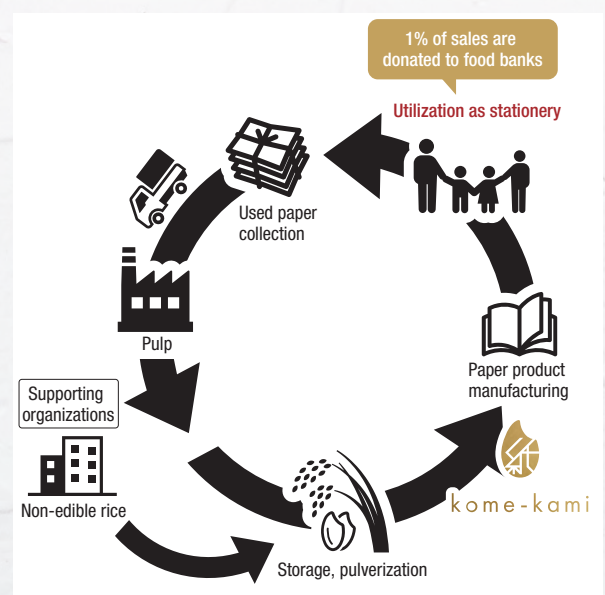 1% of sales are
donated to food banks
Utilization as stationery
Used paper
collection
Pulp
Paper product
manufacturing
Supporting
organizations
Non-edible rice
kome-kami
Storage, pulverization